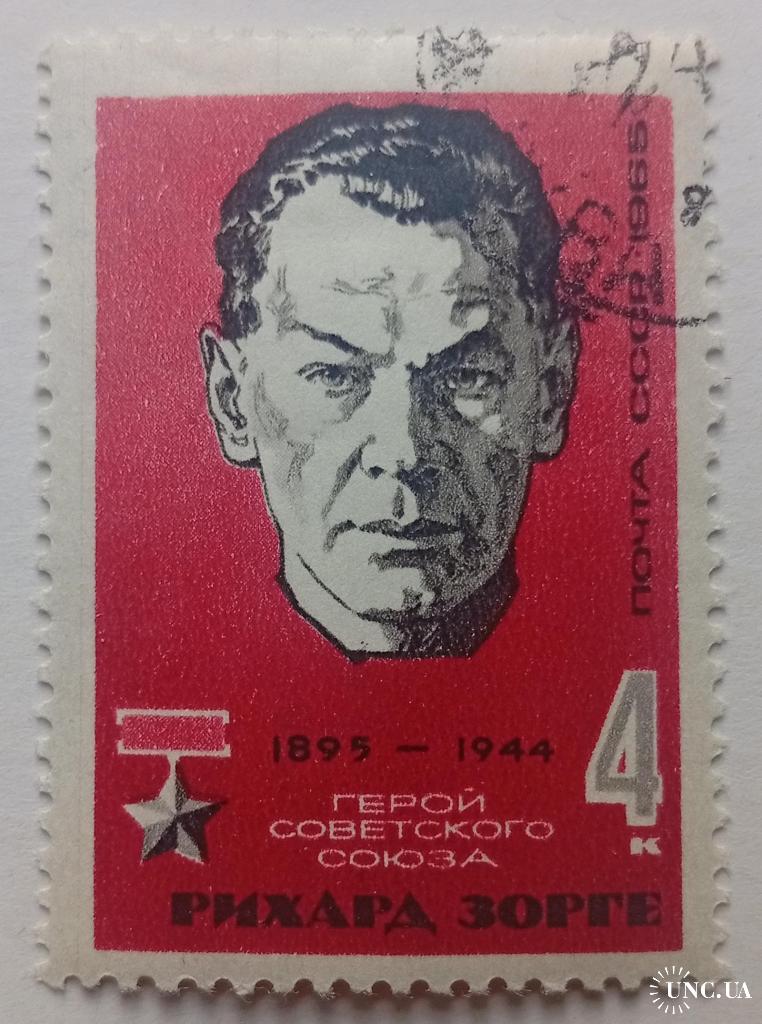 ПОЧТА СССР 1965
4
к
1895 – 1944
ГЕРОЙ
СОВЕТСКОГО
СОЮЗА
РИХАРД ЗОРГЕ
UNC.UA